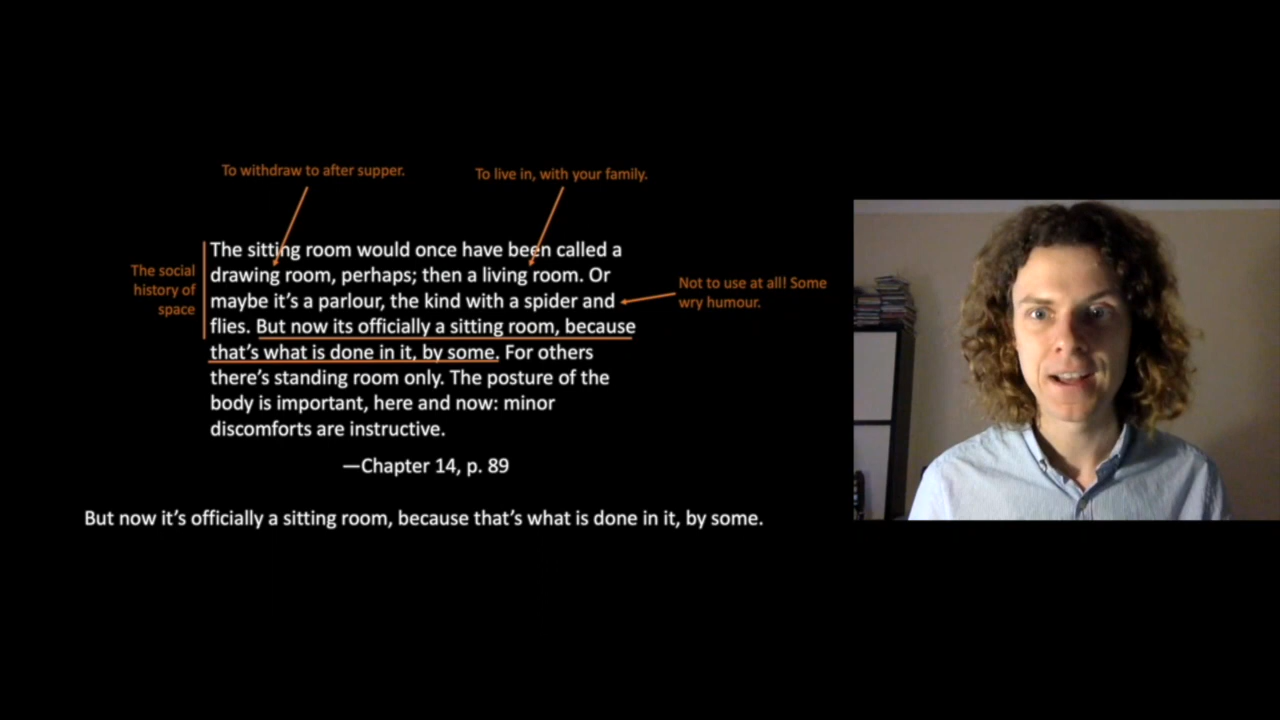 To withdraw to after supper.
To live in, with your family.
The sitting room would once have been called a
drawing room, perhaps; then a living room. Or
maybe it's a parlour, the kind with a spider and
flies. But now its officially a sitting room, because
that's what is done in it, by some. For others
there's standing room only. The posture of the
body is important, here and now: minor
discomforts are instructive.
The social
history of
space
Not to use at all! Some
wry humour.
—Chapter 14, p. 89
But now it's officially a sitting room, because that's what is done in it, by some.